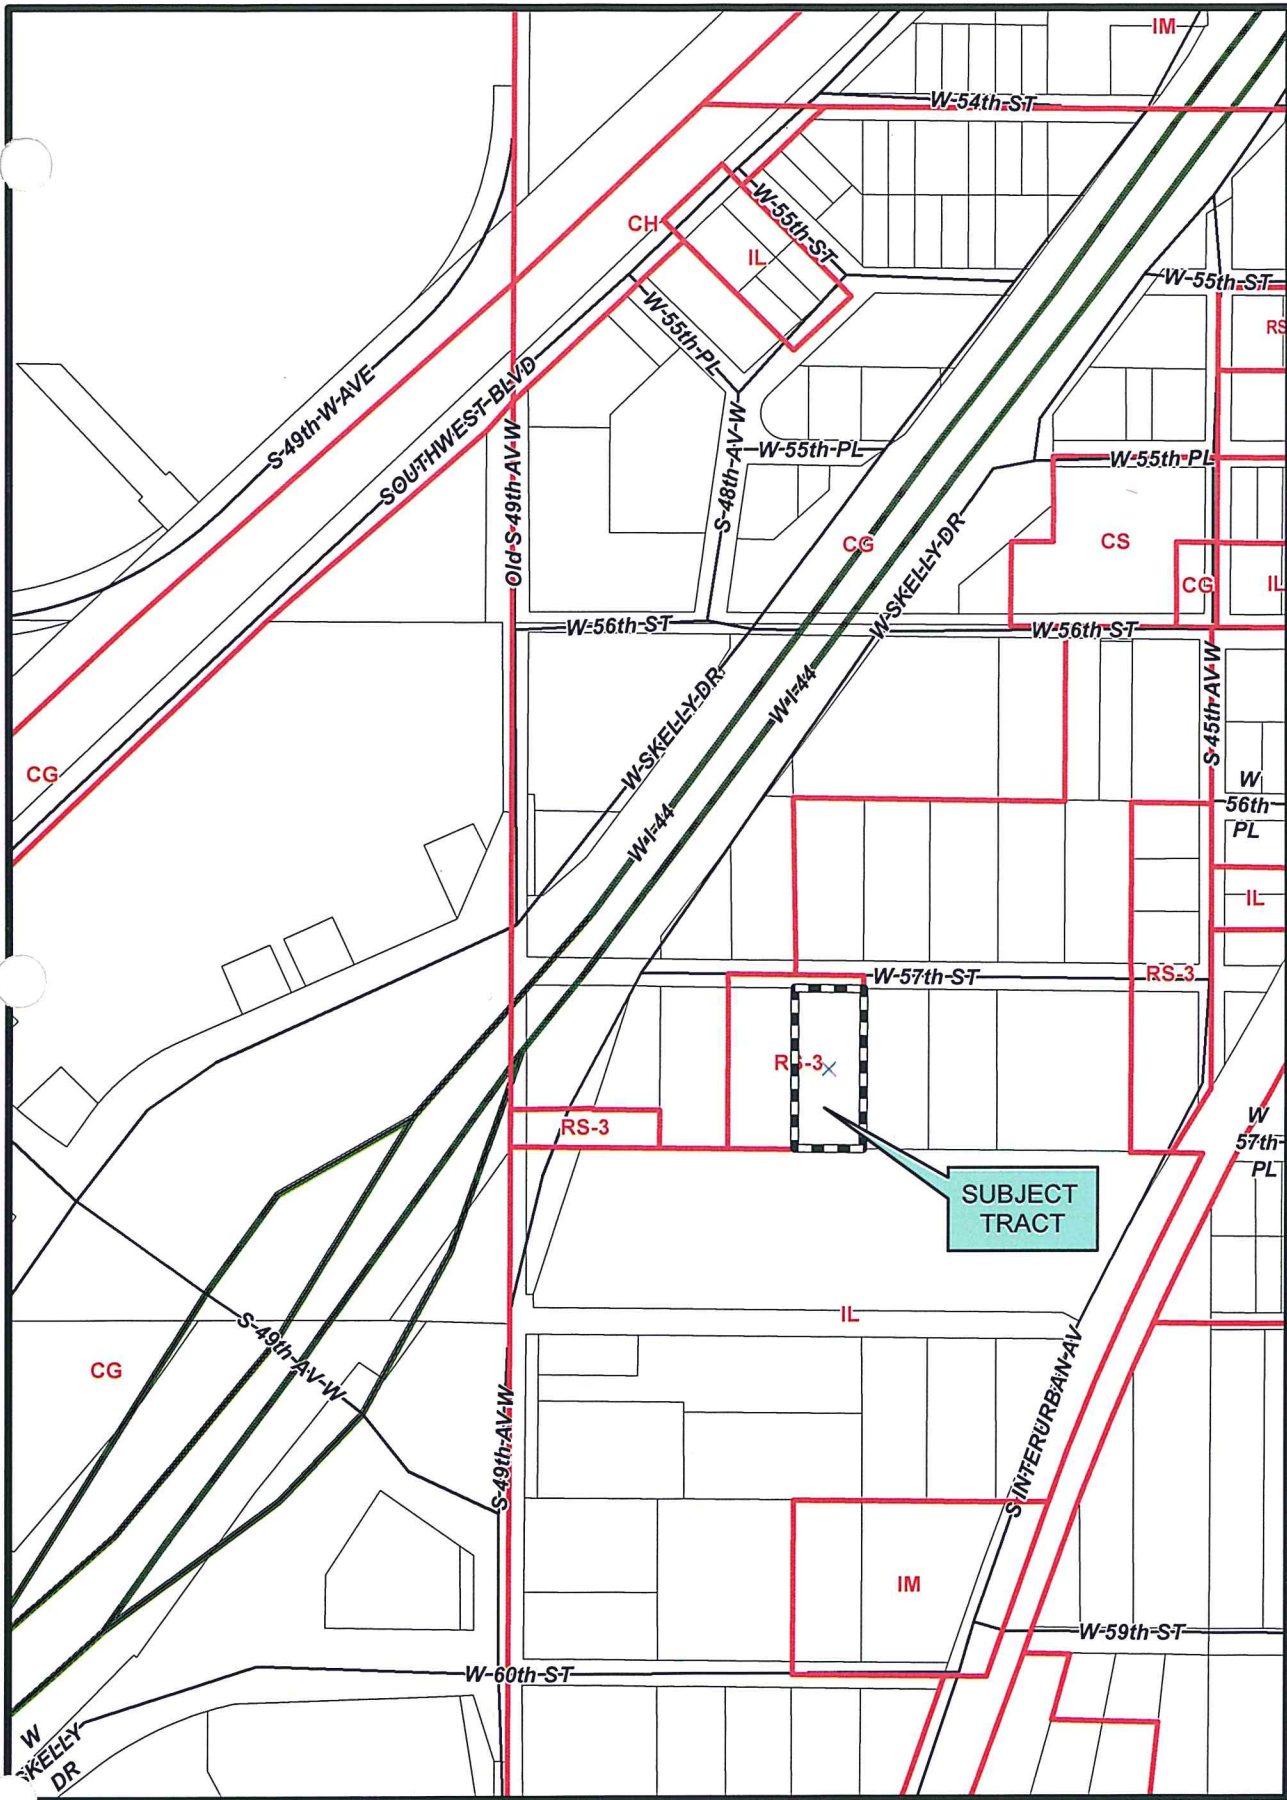 IM
W 54th ST
CH
W 55th ST
IL
W 55th ST
W 55th PL
RS
S 49th W AVE
SOUTHWEST BLVD
Old S 49th AV W
S 48th AV W
W 55th PL
W 55th PL
CG
W SKELLY DR
CS
CG
IL
W 56th ST
W 56th ST
W SKELLY DR
W I-44
S 45th AV W
CG
W I-44
W
56th
PL
IL
W 57th ST
RS-3
RS-3
RS-3
W
57th
PL
SUBJECT
TRACT
S 49th AV W
IL
CG
S 49th AV W
S INTERURBAN AV
IM
W 59th ST
W 60th ST
W
SKELLY
DR